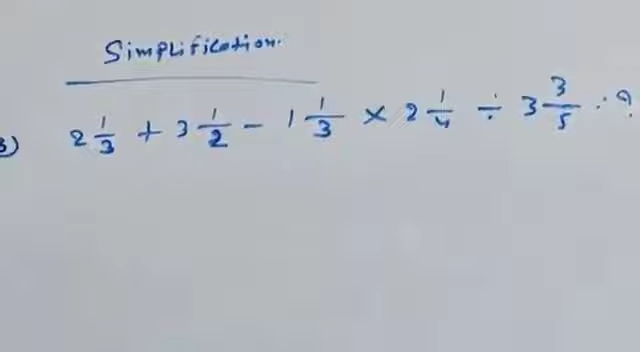 Simplification.
3) 2 1/3 + 3 1/2 - 1 1/3 × 2 1/4 ÷ 3 3/5 ?